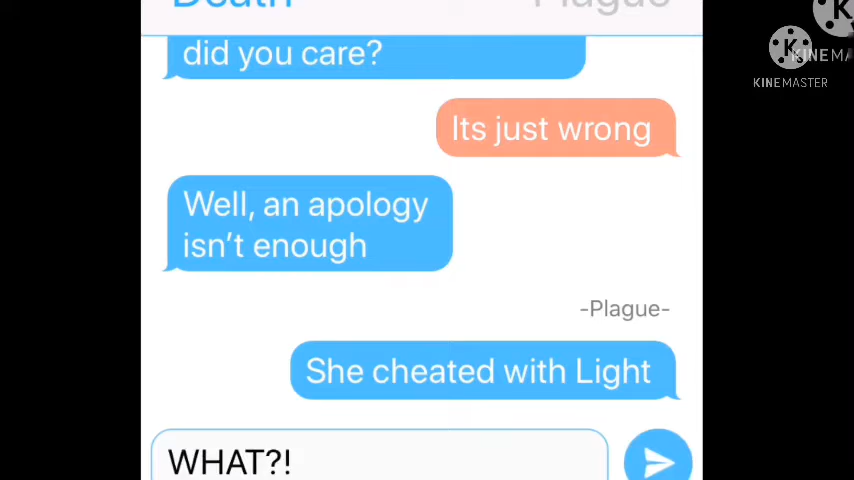 Death Plague
did you care?
Its just wrong
Well, an apology
isn't enough
-Plague-
She cheated with Light
WHAT?!
K
KINEMASTER
K
KINEMA